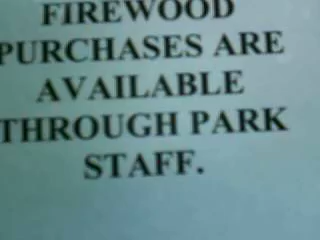 FIREWOOD
PURCHASES ARE
AVAILABLE
THROUGH PARK
STAFF.